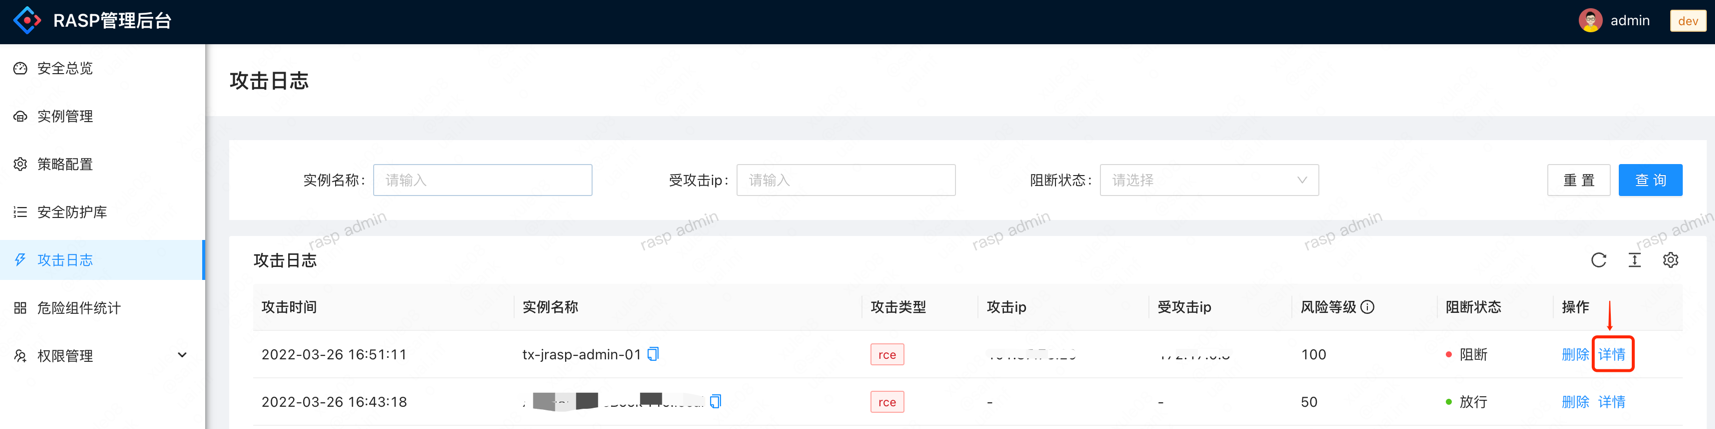 RASP管理后台
admin
dev
安全总览
实例管理
策略配置
安全防护库
攻击日志
危险组件统计
权限管理
攻击日志
实例名称: 请输入
受攻击ip: 请输入
阻断状态: 请选择
重 置
查 询
rasp admin
rasp admin
rasp admin
rasp admin
rasp admin
攻击日志
攻击时间 实例名称 攻击类型 攻击ip 受攻击ip 风险等级 阻断状态 操作
2022-03-26 16:51:11 tx-jrasp-admin-01 rce 100 阻断 删除 详情
2022-03-26 16:43:18 rce - - 50 放行 删除 详情